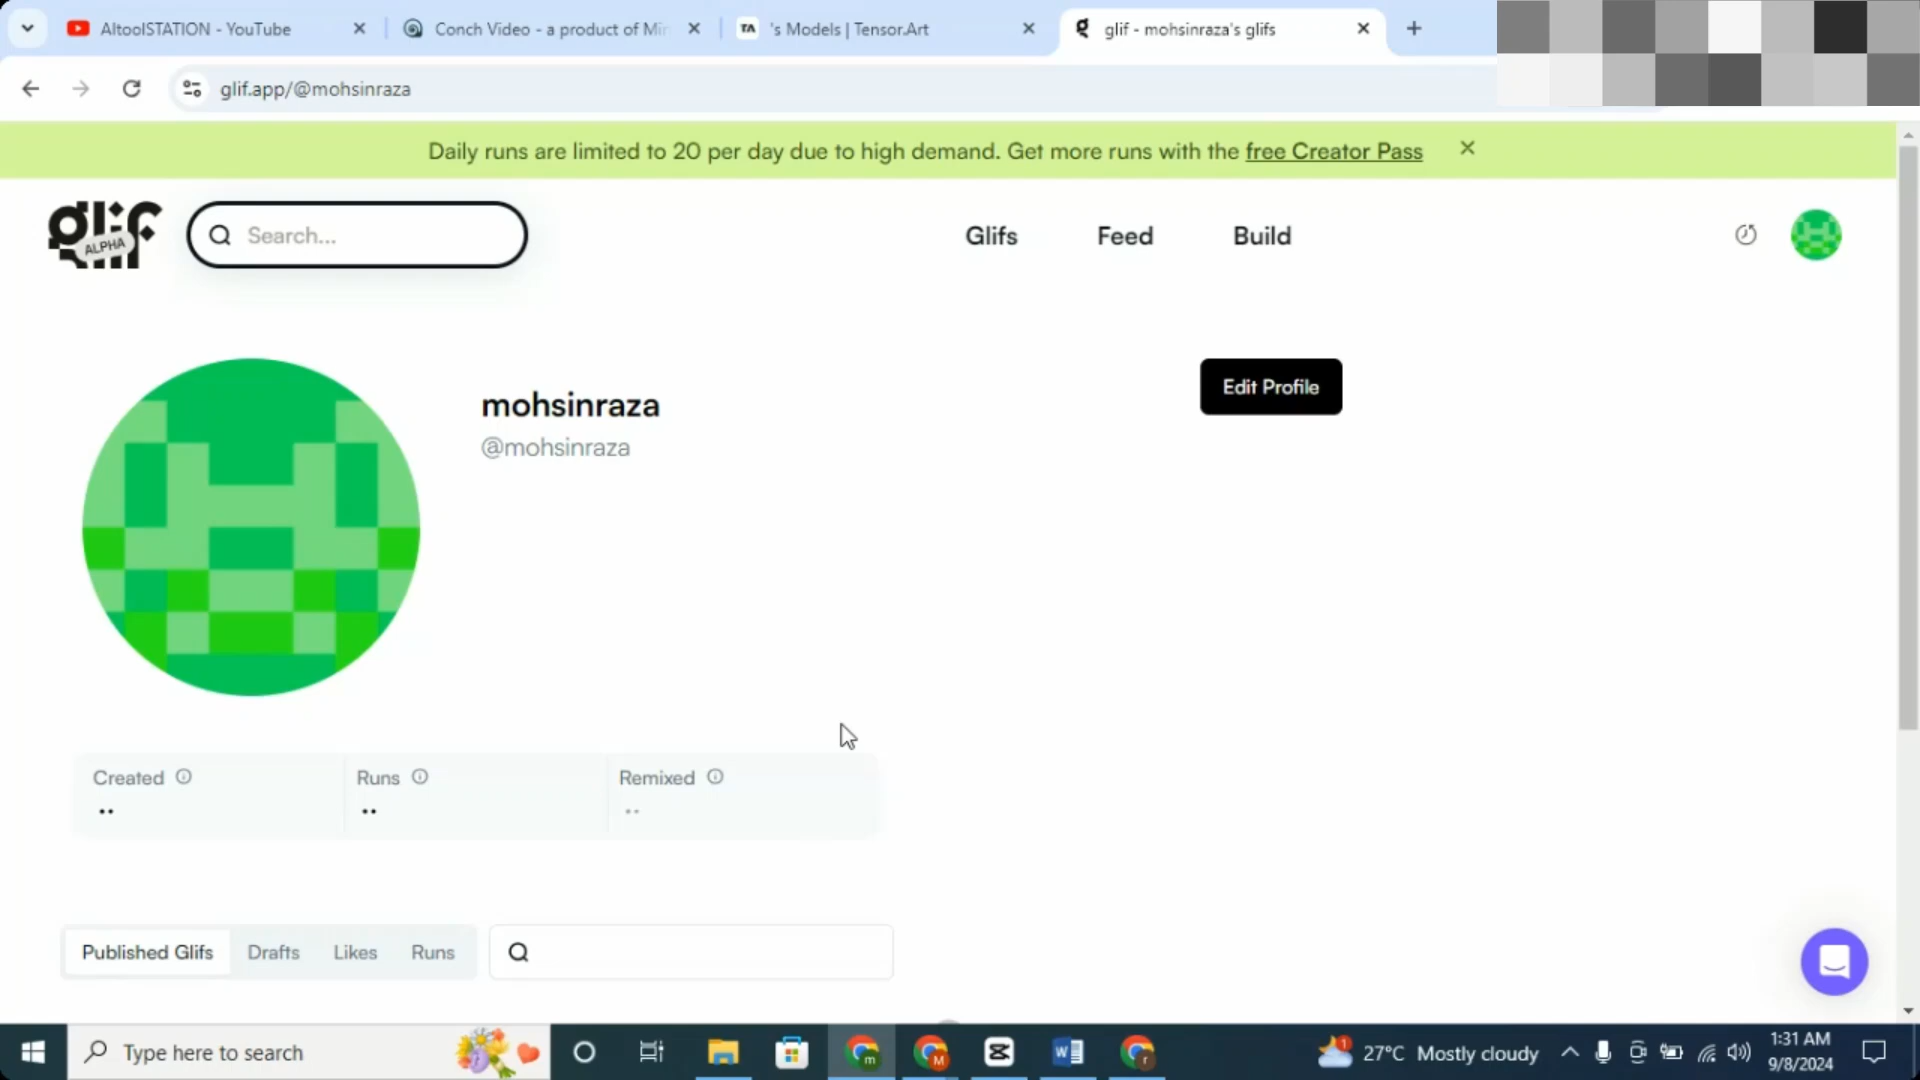 AItoolSTATION - YouTube
Conch Video - a product of Min
TA 's Models | Tensor.Art
glif - mohsinraza's glifs
glif.app/@mohsinraza
Daily runs are limited to 20 per day due to high demand. Get more runs with the free Creator Pass
glif
ALPHA
Search...
Glifs
Feed
Build
mohsinraza
@mohsinraza
Edit Profile
Created
Runs
Remixed
Published Glifs
Drafts
Likes
Runs
Type here to search
27°C Mostly cloudy
1:31 AM
9/8/2024